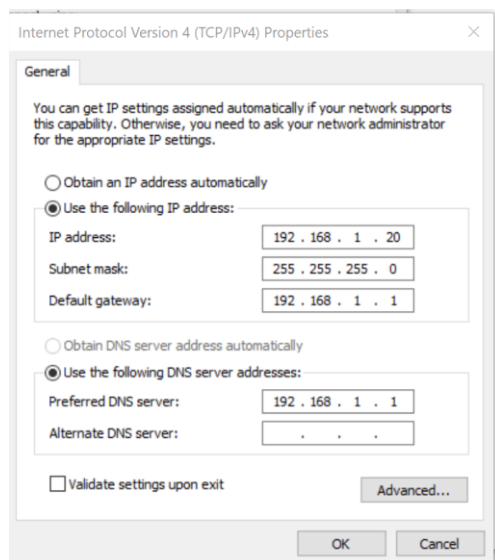 Internet Protocol Version 4 (TCP/IPv4) Properties
General
You can get IP settings assigned automatically if your network supports
this capability. Otherwise, you need to ask your network administrator
for the appropriate IP settings.
Obtain an IP address automatically
Use the following IP address:
IP address: 192 . 168 . 1 . 20
Subnet mask: 255 . 255 . 255 . 0
Default gateway: 192 . 168 . 1 . 1
Obtain DNS server address automatically
Use the following DNS server addresses:
Preferred DNS server: 192 . 168 . 1 . 1
Alternate DNS server: . . .
Validate settings upon exit
Advanced...
OK Cancel